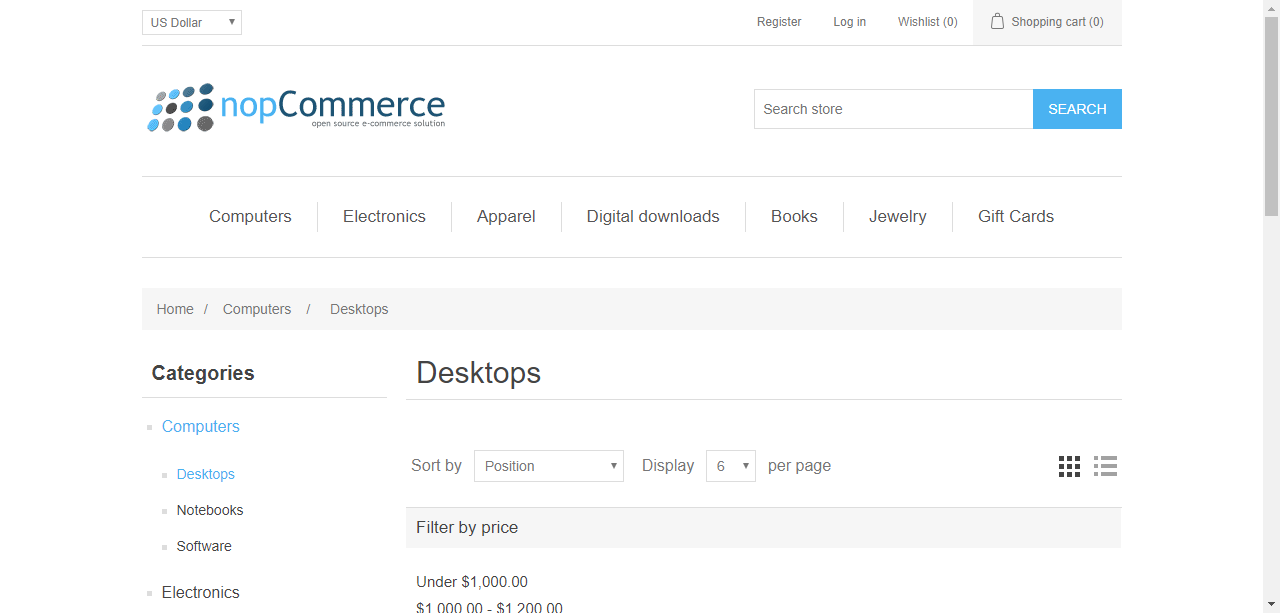 US Dollar
Register
Log in
Wishlist (0)
Shopping cart (0)
nopCommerce
open source e-commerce solution
Search store
SEARCH
Computers
Electronics
Apparel
Digital downloads
Books
Jewelry
Gift Cards
Home / Computers / Desktops
Categories
Computers
Desktops
Notebooks
Software
Electronics
Desktops
Sort by Position Display 6 per page
Filter by price
Under $1,000.00
$1,000.00 - $1,200.00